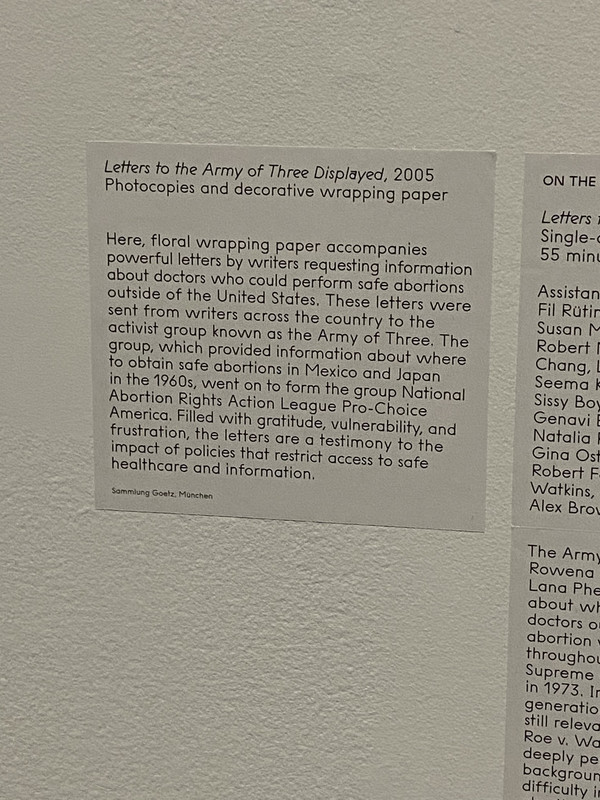 Letters to the Army of Three Displayed, 2005
Photocopies and decorative wrapping paper
Here, floral wrapping paper accompanies
powerful letters by writers requesting information
about doctors who could perform safe abortions
outside of the United States. These letters were
sent from writers across the country to the
activist group known as the Army of Three. The
group, which provided information about where
to obtain safe abortions in Mexico and Japan
in the 1960s, went on to form the group National
Abortion Rights Action League Pro-Choice
America. Filled with gratitude, vulnerability, and
frustration, the letters are a testimony to the
impact of policies that restrict access to safe
healthcare and information.
Sammlung Goetz, München
ON THE
Letters
Single-
55 minu
Assistan
Fil Rütin
Susan M
Robert
Chang,
Seema K
Sissy Boy
Genavi
Natalia
Gina Ost
Robert F
Watkins,
Alex Brow
The Army
Rowena
Lana Phe
about wh
doctors o
abortion
throughou
Supreme
in 1973. In
generatio
still releva
Roe v. Wa
deeply pe
backgroun
difficulty i